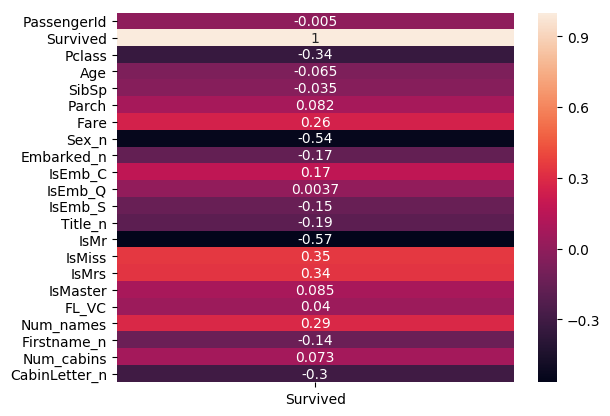 PassengerId -0.005
Survived 1
Pclass -0.34
Age -0.065
SibSp -0.035
Parch 0.082
Fare 0.26
Sex_n -0.54
Embarked_n -0.17
IsEmb_C 0.17
IsEmb_Q 0.0037
IsEmb_S -0.15
Title_n -0.19
IsMr -0.57
IsMiss 0.35
IsMrs 0.34
IsMaster 0.085
FL_VC 0.04
Num_names 0.29
Firstname_n -0.14
Num_cabins 0.073
CabinLetter_n -0.3
Survived
0.9
0.6
0.3
0.0
−0.3